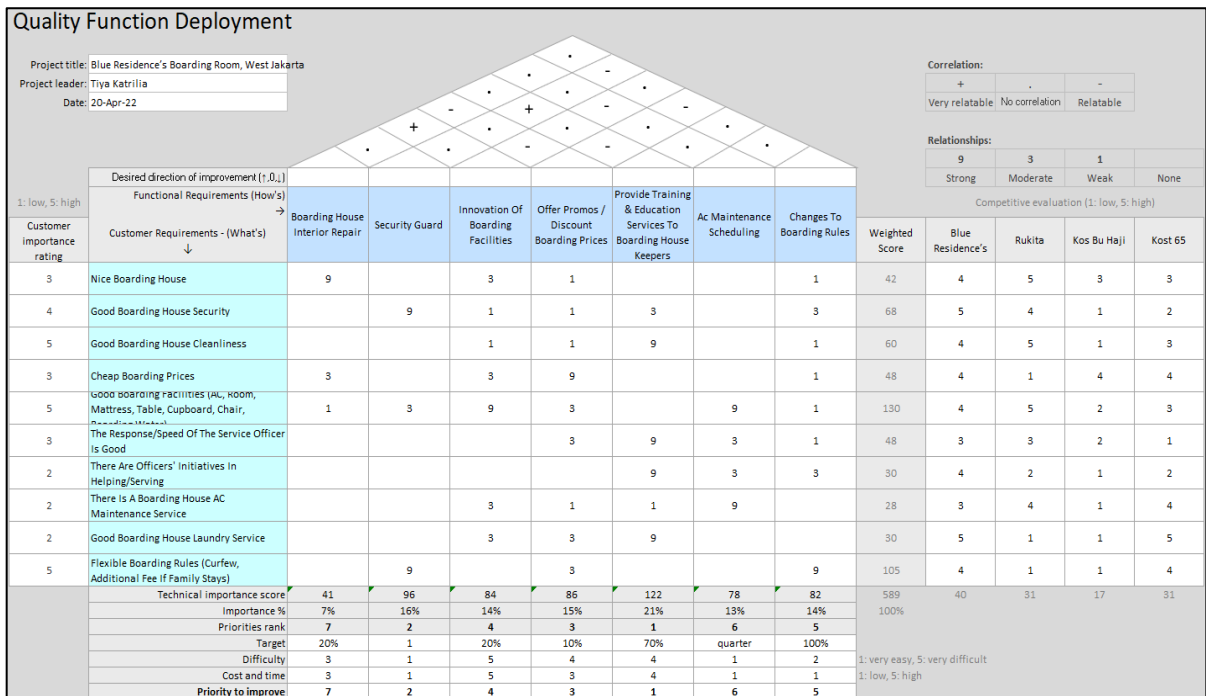 Quality Function Deployment
Project title: Blue Residence's Boarding Room, West Jakarta
Project leader: Tiya Katrilia
Date: 20-Apr-22
Correlation:
+ . -
Very relatable No correlation Relatable
Relationships:
9 3 1
Strong Moderate Weak None
Desired direction of improvement (↑,0,↓)
1: low, 5: high
Functional Requirements (How's) →
Customer Requirements - (What's) ↓
Customer importance rating
Boarding House Interior Repair
Security Guard
Innovation Of Boarding Facilities
Offer Promos / Discount Boarding Prices
Provide Training & Education Services To Boarding House Keepers
Ac Maintenance Scheduling
Changes To Boarding Rules
Weighted Score
Competitive evaluation (1: low, 5: high)
Blue Residence's
Rukita
Kos Bu Haji
Kost 65
3 Nice Boarding House 9 3 1 1 42 4 5 3 3
4 Good Boarding House Security 9 1 1 3 3 68 5 4 1 2
5 Good Boarding House Cleanliness 1 1 9 1 60 4 5 1 3
3 Cheap Boarding Prices 3 3 9 1 48 4 1 4 4
Good Boarding Facilities (AC, Room,
5 Mattress, Table, Cupboard, Chair, 1 3 9 3 9 1 130 4 5 2 3
The Response/Speed Of The Service Officer
3 Is Good 3 9 3 1 48 3 3 2 1
There Are Officers' Initiatives In
2 Helping/Serving 9 3 3 30 4 2 1 2
There Is A Boarding House AC
2 Maintenance Service 3 1 1 9 28 3 4 1 4
2 Good Boarding House Laundry Service 3 3 9 30 5 1 1 5
Flexible Boarding Rules (Curfew,
5 Additional Fee If Family Stays) 9 3 9 105 4 1 1 4
Technical importance score 41 96 84 86 122 78 82 589 40 31 17 31
Importance % 7% 16% 14% 15% 21% 13% 14% 100%
Priorities rank 7 2 4 3 1 6 5
Target 20% 1 20% 10% 70% quarter 100%
Difficulty 3 1 5 4 4 1 2 1: very easy, 5: very difficult
Cost and time 3 1 5 3 4 1 1 1: low, 5: high
Priority to improve 7 2 4 3 1 6 5